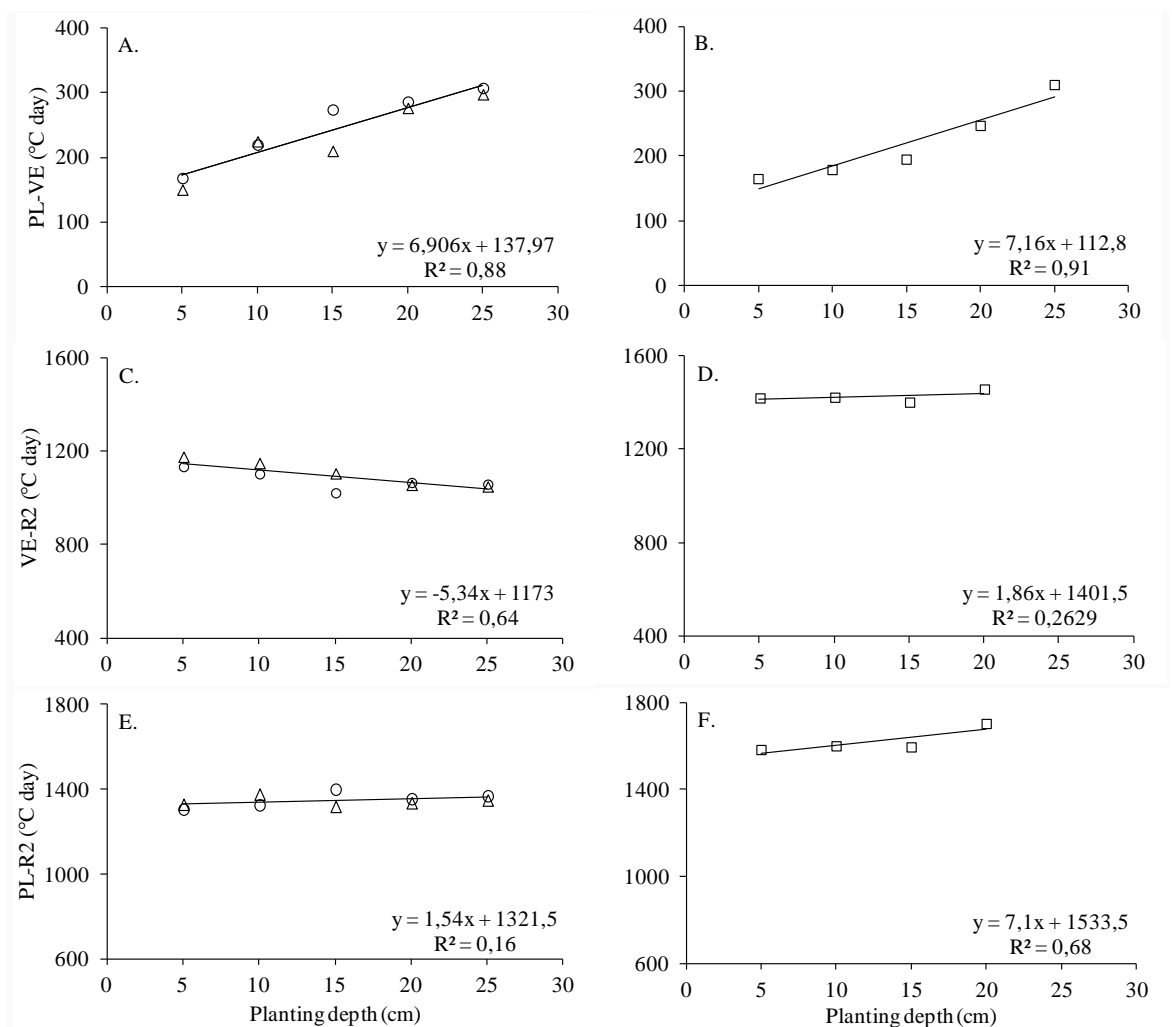 A.
400
300
200
100
0
PL-VE (°C day)
y = 6,906x + 137,97
R² = 0,88
0 5 10 15 20 25 30
B.
400
300
200
100
0
y = 7,16x + 112,8
R² = 0,91
0 5 10 15 20 25 30
C.
1600
1200
800
400
VE-R2 (°C day)
y = -5,34x + 1173
R² = 0,64
0 5 10 15 20 25 30
D.
1600
1200
800
400
y = 1,86x + 1401,5
R² = 0,2629
0 5 10 15 20 25 30
E.
1800
1400
1000
600
PL-R2 (°C day)
y = 1,54x + 1321,5
R² = 0,16
0 5 10 15 20 25 30
Planting depth (cm)
F.
1800
1400
1000
600
y = 7,1x + 1533,5
R² = 0,68
0 5 10 15 20 25 30
Planting depth (cm)